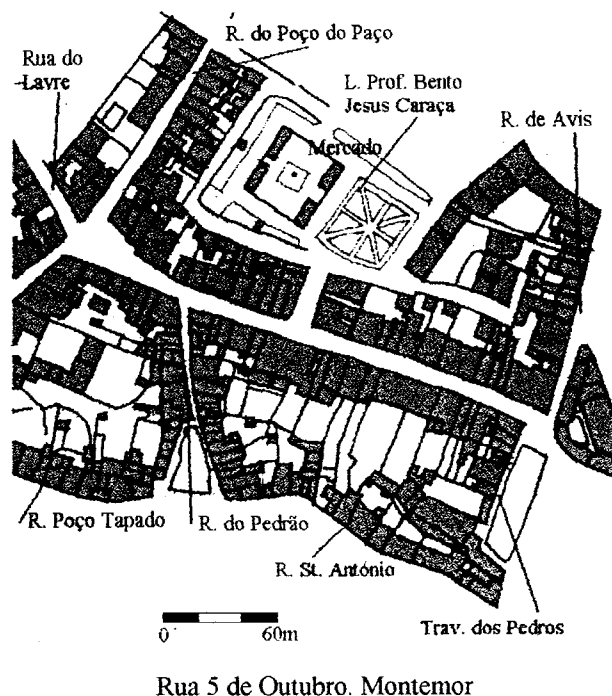 R. do Poço do Paço
Rua do
Lavre
L. Prof. Bento
Jesus Caraça
R. de Avis
Mercado
R. Poço Tapado
R. do Pedrão
R. St. António
Trav. dos Pedros
0 60m
Rua 5 de Outubro. Montemor